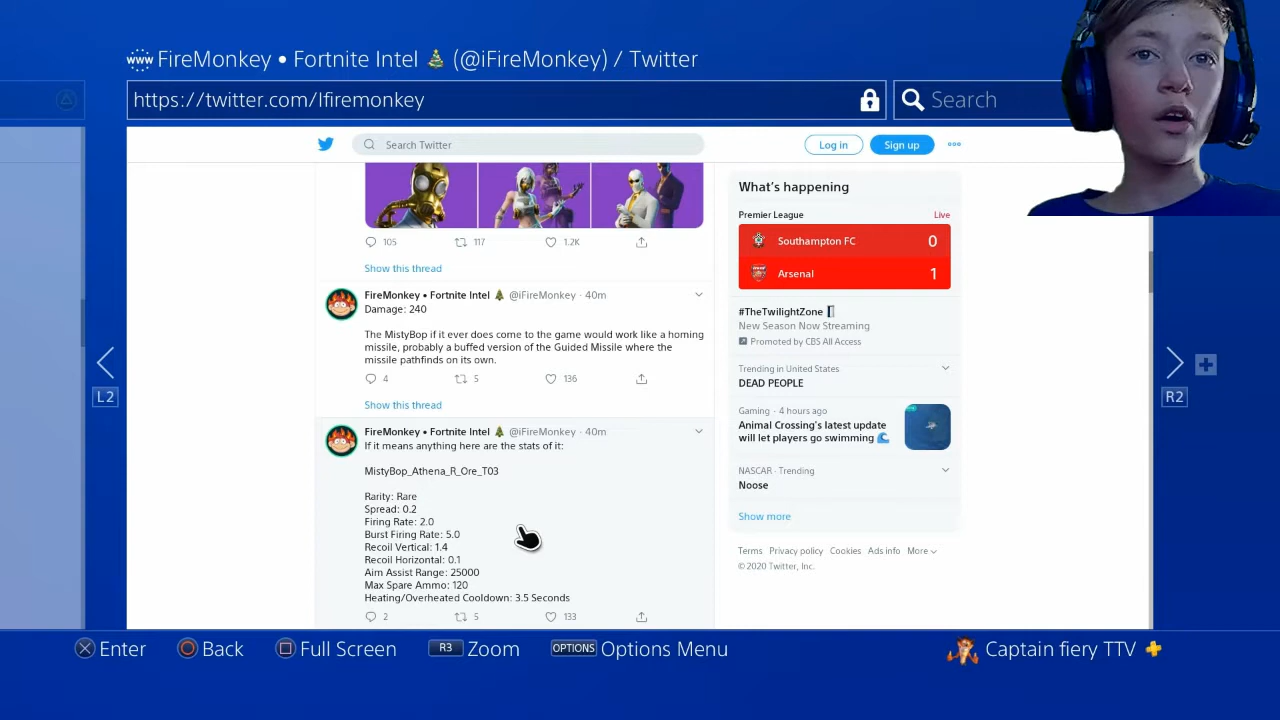 FireMonkey • Fortnite Intel 🎄 (@iFireMonkey) / Twitter
https://twitter.com/Ifiremonkey
Search
Search Twitter
Log in
Sign up
105 117 1.2K
Show this thread
FireMonkey • Fortnite Intel 🎄 @iFireMonkey · 40m
Damage: 240
The MistyBop if it ever does come to the game would work like a homing
missile, probably a buffed version of the Guided Missile where the
missile pathfinds on its own.
4 5 136
Show this thread
FireMonkey • Fortnite Intel 🎄 @iFireMonkey · 40m
If it means anything here are the stats of it:
MistyBop_Athena_R_Ore_T03
Rarity: Rare
Spread: 0.2
Firing Rate: 2.0
Burst Firing Rate: 5.0
Recoil Vertical: 1.4
Recoil Horizontal: 0.1
Aim Assist Range: 25000
Max Spare Ammo: 120
Heating/Overheated Cooldown: 3.5 Seconds
2 5 133
What's happening
Premier League Live
Southampton FC 0
Arsenal 1
#TheTwilightZone
New Season Now Streaming
Promoted by CBS All Access
Trending in United States
DEAD PEOPLE
Gaming · 4 hours ago
Animal Crossing's latest update
will let players go swimming 🌊
NASCAR · Trending
Noose
Show more
Terms Privacy policy Cookies Ads info More
© 2020 Twitter, Inc.
L2
R2
Enter Back Full Screen R3 Zoom OPTIONS Options Menu
Captain fiery TTV